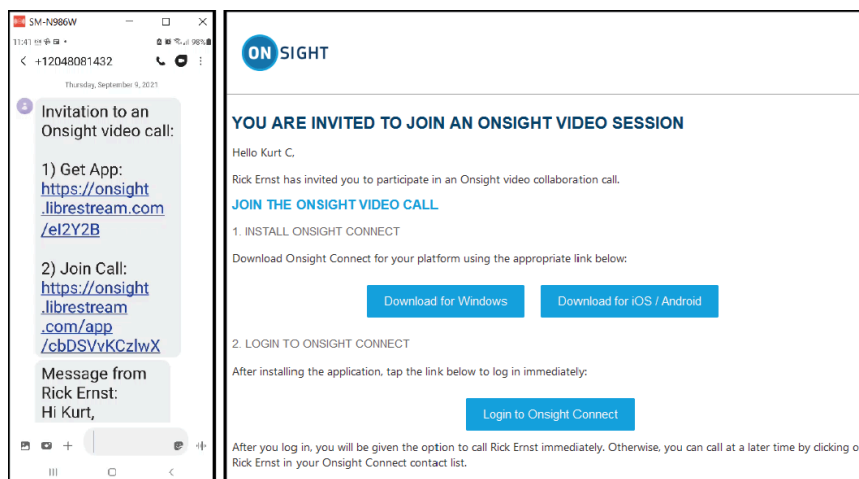 SM-N986W
11:41
98%
+12048081432
Thursday, September 9, 2021
Invitation to an
Onsight video call:
1) Get App:
https://onsight
.librestream.com
/eI2Y2B
2) Join Call:
https://onsight
.librestream
.com/app
/cbDSVvKCzlwX
Message from
Rick Ernst:
Hi Kurt,
ON SIGHT
YOU ARE INVITED TO JOIN AN ONSIGHT VIDEO SESSION
Hello Kurt C,
Rick Ernst has invited you to participate in an Onsight video collaboration call.
JOIN THE ONSIGHT VIDEO CALL
1. INSTALL ONSIGHT CONNECT
Download Onsight Connect for your platform using the appropriate link below:
Download for Windows
Download for iOS / Android
2. LOGIN TO ONSIGHT CONNECT
After installing the application, tap the link below to log in immediately:
Login to Onsight Connect
After you log in, you will be given the option to call Rick Ernst immediately. Otherwise, you can call at a later time by clicking o
Rick Ernst in your Onsight Connect contact list.